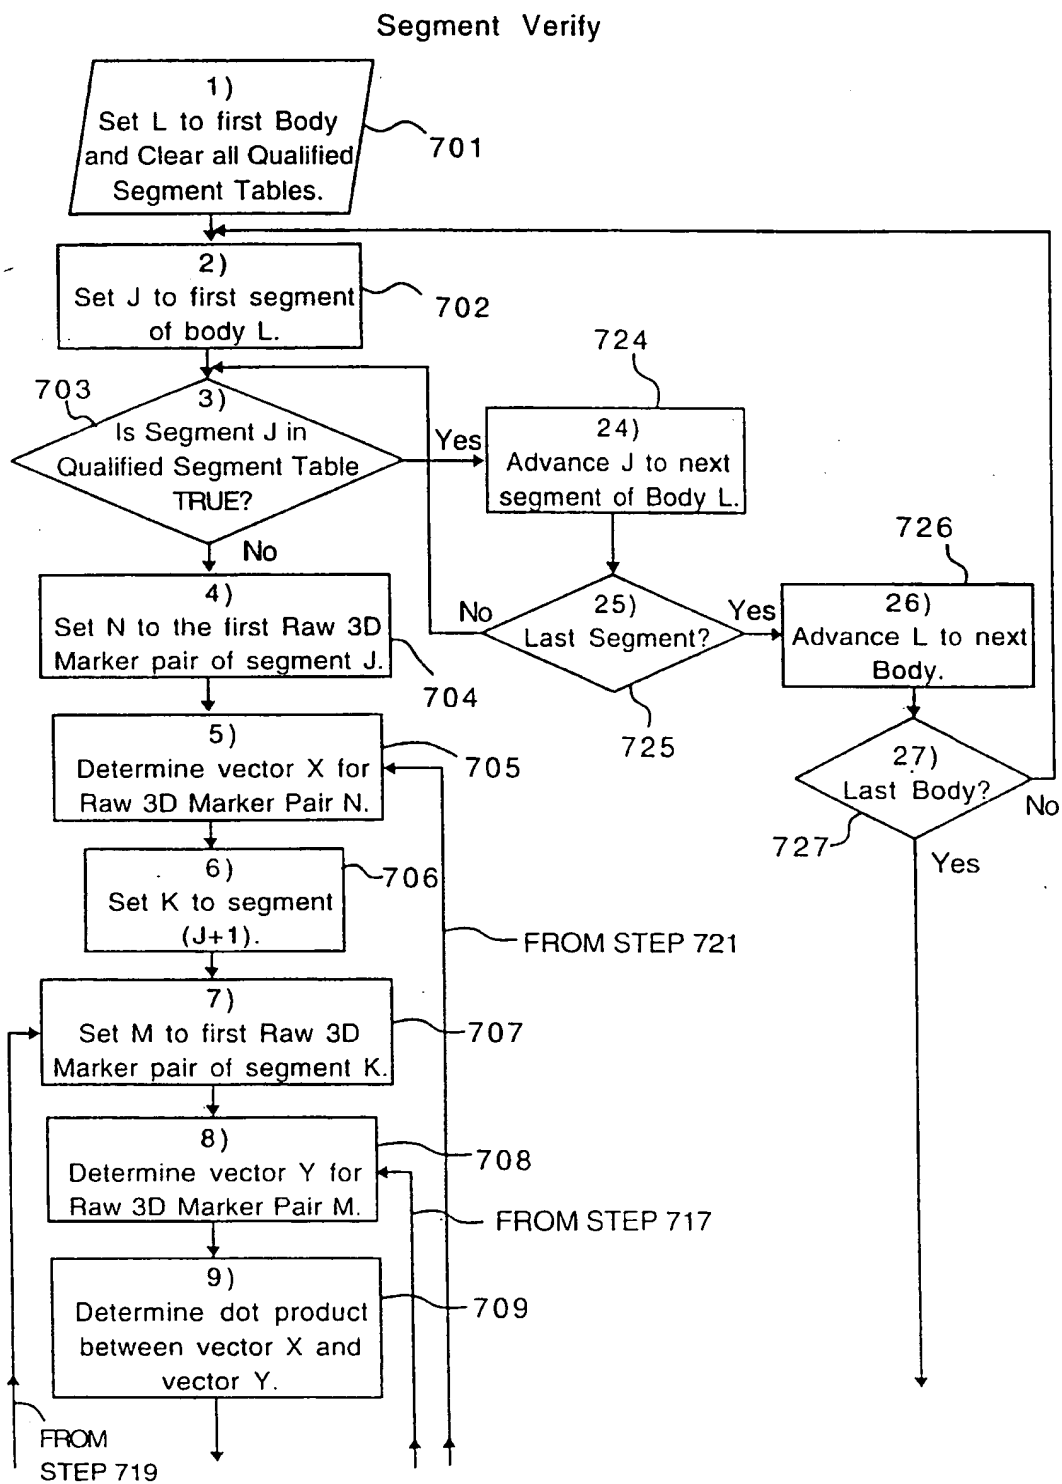 Segment Verify
1)
Set L to first Body
and Clear all Qualified
Segment Tables.
701
2)
Set J to first segment
of body L.
702
703
3)
Is Segment J in
Qualified Segment Table
TRUE?
Yes
No
724
24)
Advance J to next
segment of Body L.
4)
Set N to the first Raw 3D
Marker pair of segment J.
704
No
25)
Last Segment?
Yes
725
726
26)
Advance L to next
Body.
5)
Determine vector X for
Raw 3D Marker Pair N.
705
27)
Last Body?
No
727
Yes
6)
Set K to segment
(J+1).
706
FROM STEP 721
7)
Set M to first Raw 3D
Marker pair of segment K.
707
8)
Determine vector Y for
Raw 3D Marker Pair M.
708
FROM STEP 717
9)
Determine dot product
between vector X and
vector Y.
709
FROM
STEP 719